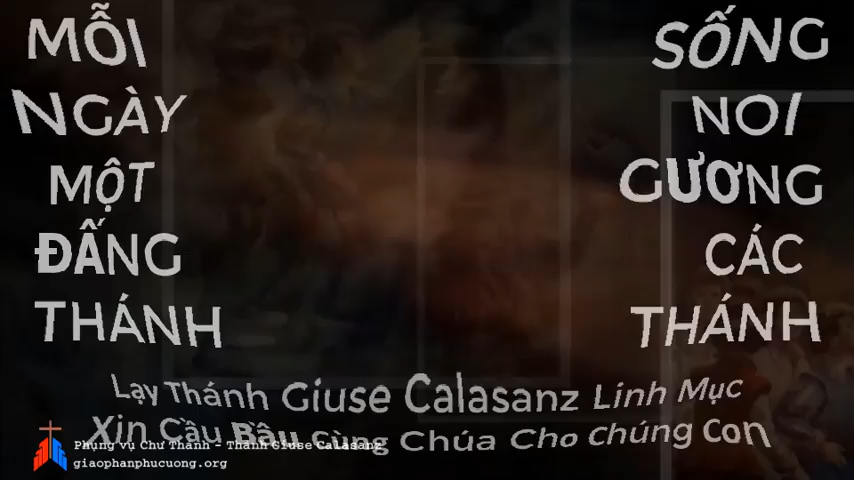 MỖI
NGÀY
MỘT
ĐẤNG
THÁNH
SỐNG
NOI
GƯƠNG
CÁC
THÁNH
Lạy Thánh Giuse Calasanz Linh Mục
Xin Cầu Bầu Cùng Chúa Cho Chúng Con
Phụng vụ Chư Thánh - Thánh Giuse Calasanz
giaophanphucuong.org